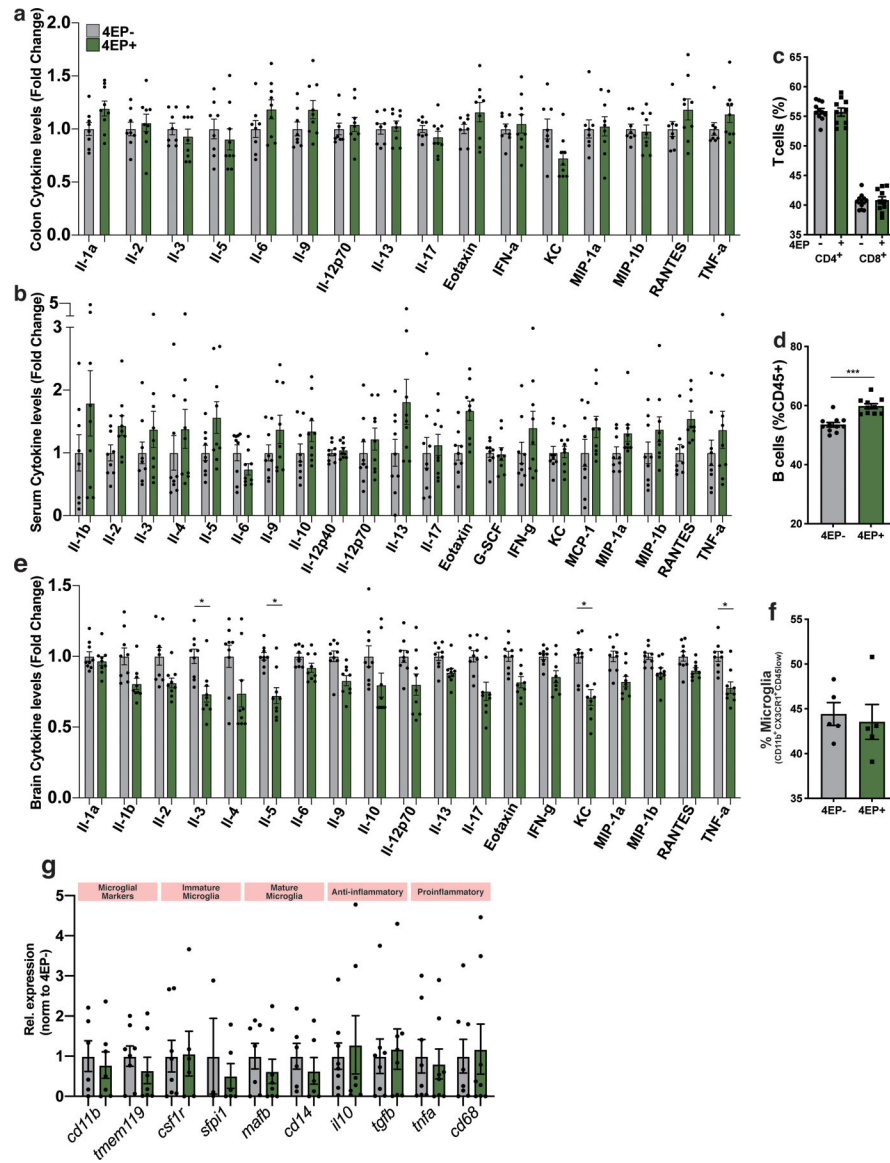 a
Colon Cytokine levels (Fold Change)
2.0
1.5
1.0
0.5
0.0
4EP-
4EP+
Il-1a
Il-2
Il-3
Il-5
Il-6
Il-9
Il-12p70
Il-13
Il-17
Eotaxin
IFN-a
KC
MIP-1a
MIP-1b
RANTES
TNF-a
c
T cells (%)
65
60
55
50
45
40
35
4EP
-
+
-
+
CD4+
CD8+
b
Serum Cytokine levels (Fold Change)
5
3
2
1
0
Il-1b
Il-2
Il-3
Il-4
Il-5
Il-6
Il-9
Il-10
Il-12p40
Il-12p70
Il-13
Il-17
Eotaxin
G-SCF
IFN-g
KC
MCP-1
MIP-1a
MIP-1b
RANTES
TNF-a
d
B cells (%CD45+)
80
60
40
20
***
4EP-
4EP+
e
Brain Cytokine levels (Fold Change)
1.5
1.0
0.5
0.0
*
*
*
*
Il-1a
Il-1b
Il-2
Il-3
Il-4
Il-5
Il-6
Il-9
Il-10
Il-12p70
Il-13
Il-17
Eotaxin
IFN-g
KC
MIP-1a
MIP-1b
RANTES
TNF-a
f
% Microglia
(CD11b+ CX3CR1+CD45low)
55
50
45
40
35
4EP-
4EP+
g
Microglial
Markers
Immature
Microglia
Mature
Microglia
Anti-inflammatory
Proinflammatory
Rel. expression
(norm to 4EP-)
5
4
3
2
1
0
cd11b
tmem119
csf1r
sfpi1
mafb
cd14
il10
tgfb
tnfa
cd68